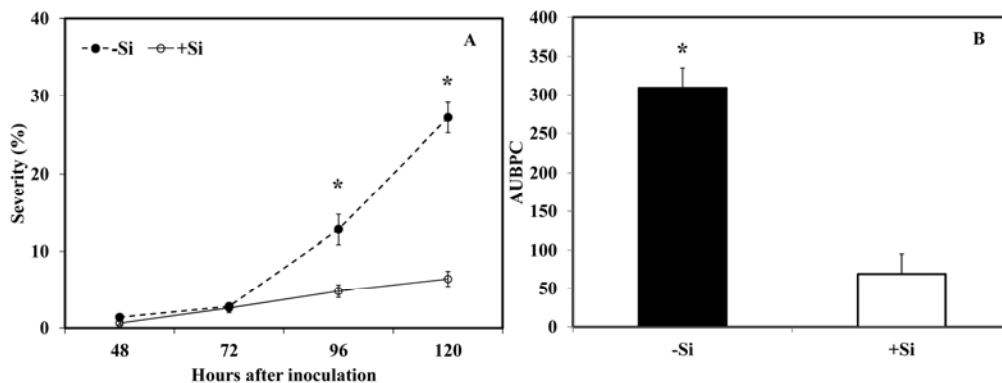 A
-Si +Si
Severity (%)
40
30
20
10
0
*
*
48 72 96 120
Hours after inoculation
B
AUBPC
400
350
300
250
200
150
100
50
0
*
-Si +Si